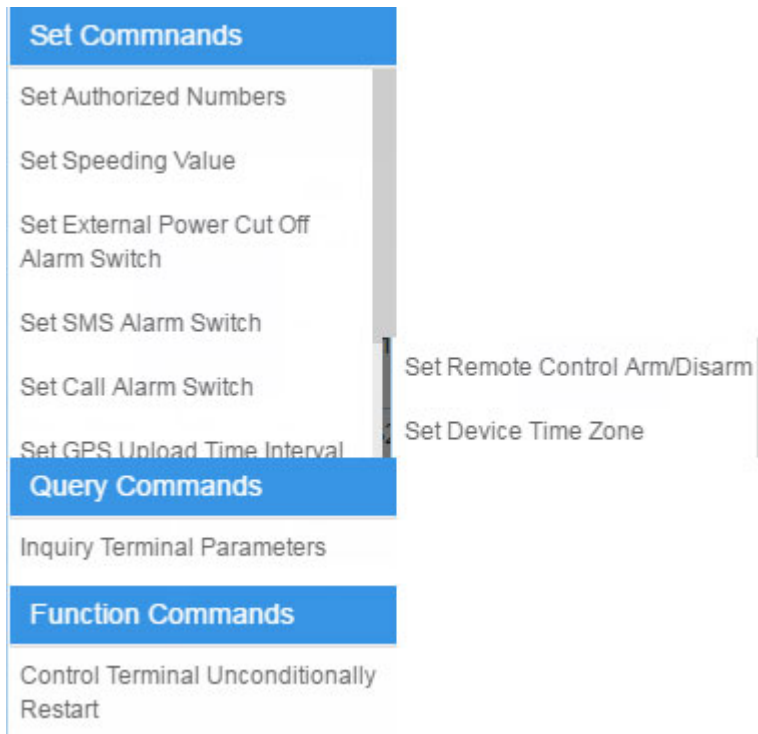 Set Commnands
Set Authorized Numbers
Set Speeding Value
Set External Power Cut Off
Alarm Switch
Set SMS Alarm Switch
Set Call Alarm Switch
Set GPS Upload Time Interval
Set Remote Control Arm/Disarm
Set Device Time Zone
Query Commands
Inquiry Terminal Parameters
Function Commands
Control Terminal Unconditionally
Restart